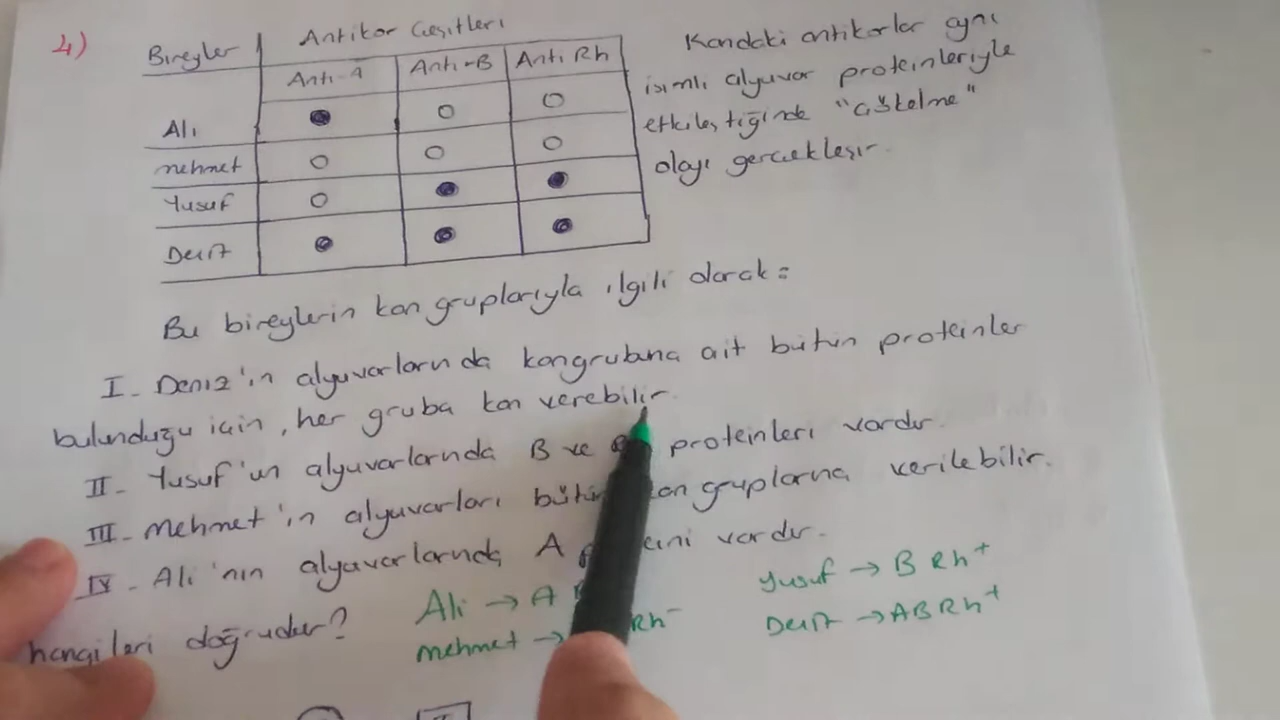 4)
Bireyler Antikor Çeşitleri
Anti-A Anti-B Anti Rh
Ali
mehmet
Yusuf
Deniz
Kandaki antikorlar aynı
isimli alyuvar proteinleriyle
etkileştiğinde "çökelme"
olayı gerçekleşir.
Bu bireylerin kan gruplarıyla ilgili olarak:
I- Deniz'in alyuvarlarında kangrubuna ait bütün proteinler
bulunduğu için, her gruba kan verebilir.
II- Yusuf'un alyuvarlarında B ve proteinleri vardır.
III- Mehmet'in alyuvarları kan gruplarına verilebilir.
IV- Ali'nin alyuvarlarında A vardır.
hangileri doğrudur?
Ali → A
mehmet → Rh-
Yusuf → B Rh+
Deniz → AB Rh+